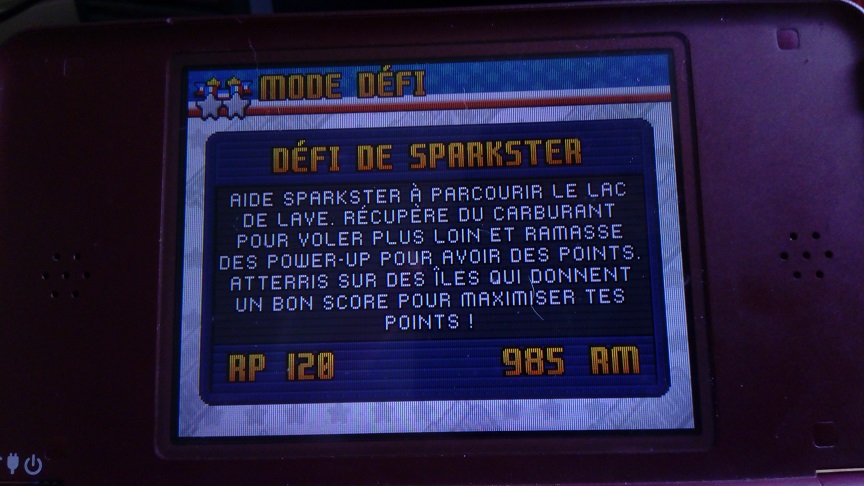 MODE DÉFI
DÉFI DE SPARKSTER
AIDE SPARKSTER À PARCOURIR LE LAC
DE LAVE. RÉCUPÈRE DU CARBURANT
POUR VOLER PLUS LOIN ET RAMASSE
DES POWER-UP POUR AVOIR DES POINTS.
ATTERRIS SUR DES ÎLES QUI DONNENT
UN BON SCORE POUR MAXIMISER TES
POINTS !
RP 120 985 RM